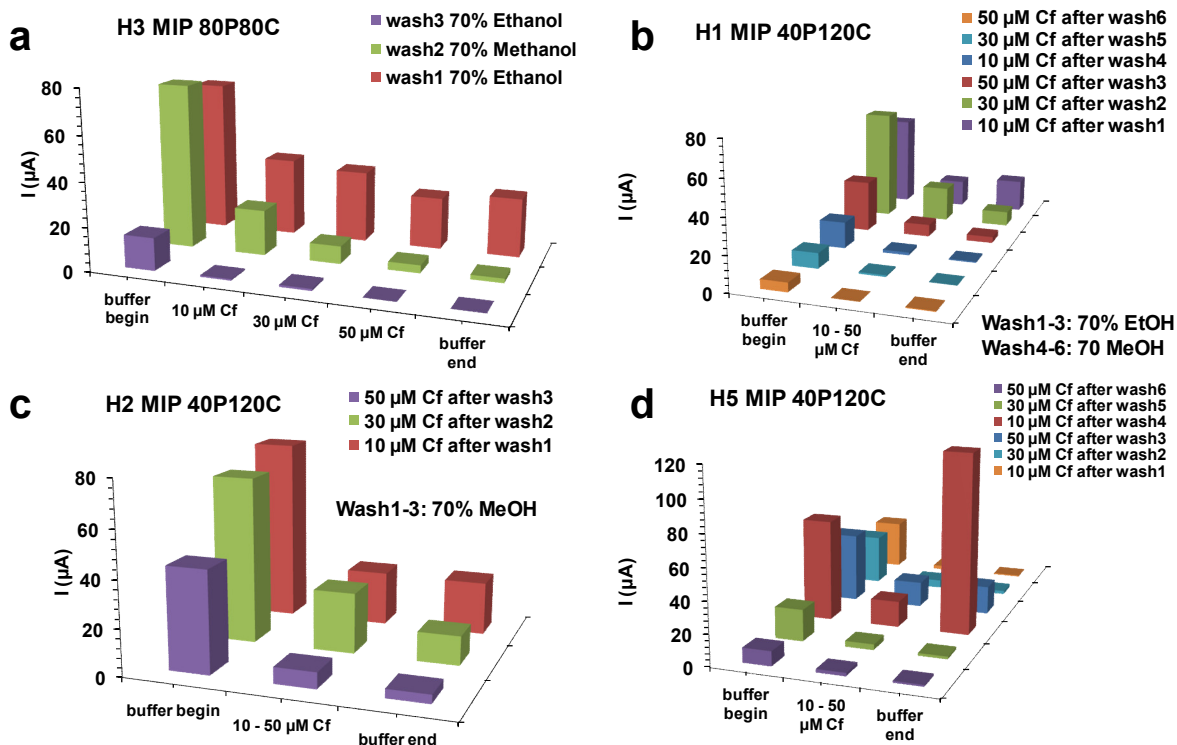 a
H3 MIP 80P80C
wash3 70% Ethanol
wash2 70% Methanol
wash1 70% Ethanol
I (µA)
80
60
40
20
0
buffer
begin
10 µM Cf
30 µM Cf
50 µM Cf
buffer
end
b
H1 MIP 40P120C
50 µM Cf after wash6
30 µM Cf after wash5
10 µM Cf after wash4
50 µM Cf after wash3
30 µM Cf after wash2
10 µM Cf after wash1
I (µA)
80
60
40
20
0
buffer
begin
10 - 50
µM Cf
buffer
end
Wash1-3: 70% EtOH
Wash4-6: 70 MeOH
c
H2 MIP 40P120C
50 µM Cf after wash3
30 µM Cf after wash2
10 µM Cf after wash1
Wash1-3: 70% MeOH
I (µA)
80
60
40
20
0
buffer begin
10 - 50 µM Cf
buffer end
d
H5 MIP 40P120C
50 µM Cf after wash6
30 µM Cf after wash5
10 µM Cf after wash4
50 µM Cf after wash3
30 µM Cf after wash2
10 µM Cf after wash1
I (µA)
120
100
80
60
40
20
0
buffer
begin
10 - 50
µM Cf
buffer
end